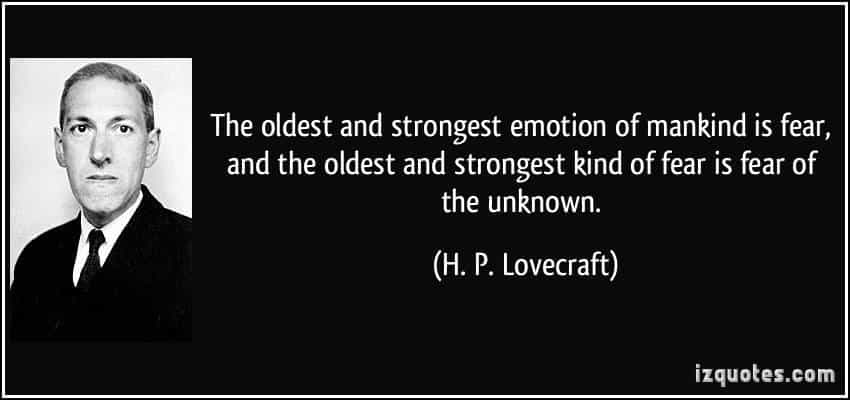 The oldest and strongest emotion of mankind is fear,
and the oldest and strongest kind of fear is fear of
the unknown.
(H. P. Lovecraft)
izquotes.com